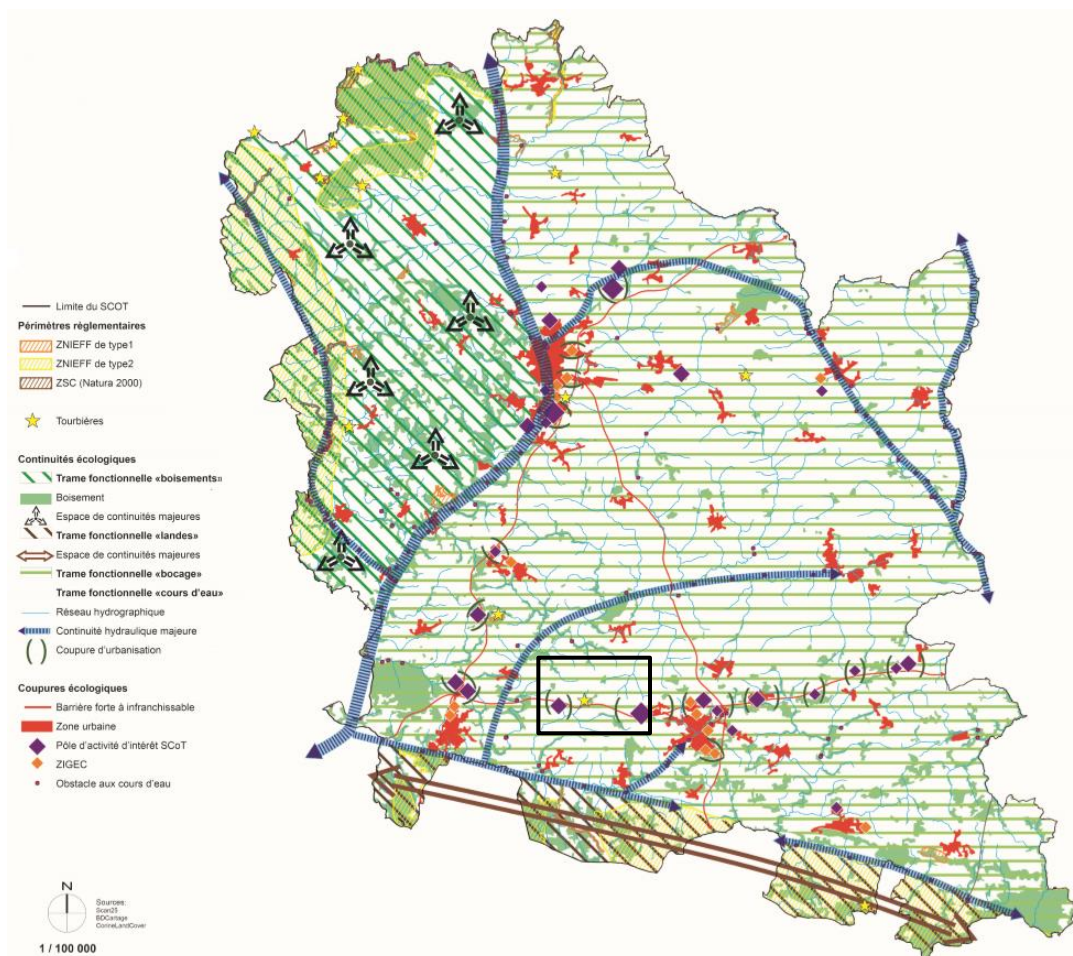 Limite du SCOT
Périmètres règlementaires
ZNIEFF de type1
ZNIEFF de type2
ZSC (Natura 2000)
Tourbières
Continuités écologiques
Trame fonctionnelle «boisements»
Boisement
Espace de continuités majeures
Trame fonctionnelle «landes»
Espace de continuités majeures
Trame fonctionnelle «bocage»
Trame fonctionnelle «cours d'eau»
Réseau hydrographique
Continuité hydraulique majeure
Coupure d'urbanisation
Coupures écologiques
Barrière forte à infranchissable
Zone urbaine
Pôle d'activité d'intérêt SCoT
ZIGEC
Obstacle aux cours d'eau
N
Sources:
Scan25
BDCartage
CorineLandCover
1 / 100 000